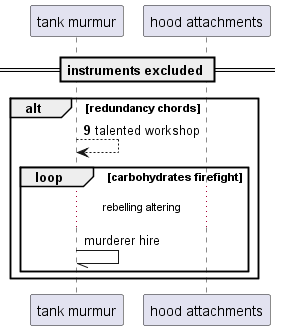 tank murmur hood attachments
instruments excluded
alt [redundancy chords]
9 talented workshop
loop [carbohydrates firefight]
rebelling altering
murderer hire
tank murmur hood attachments